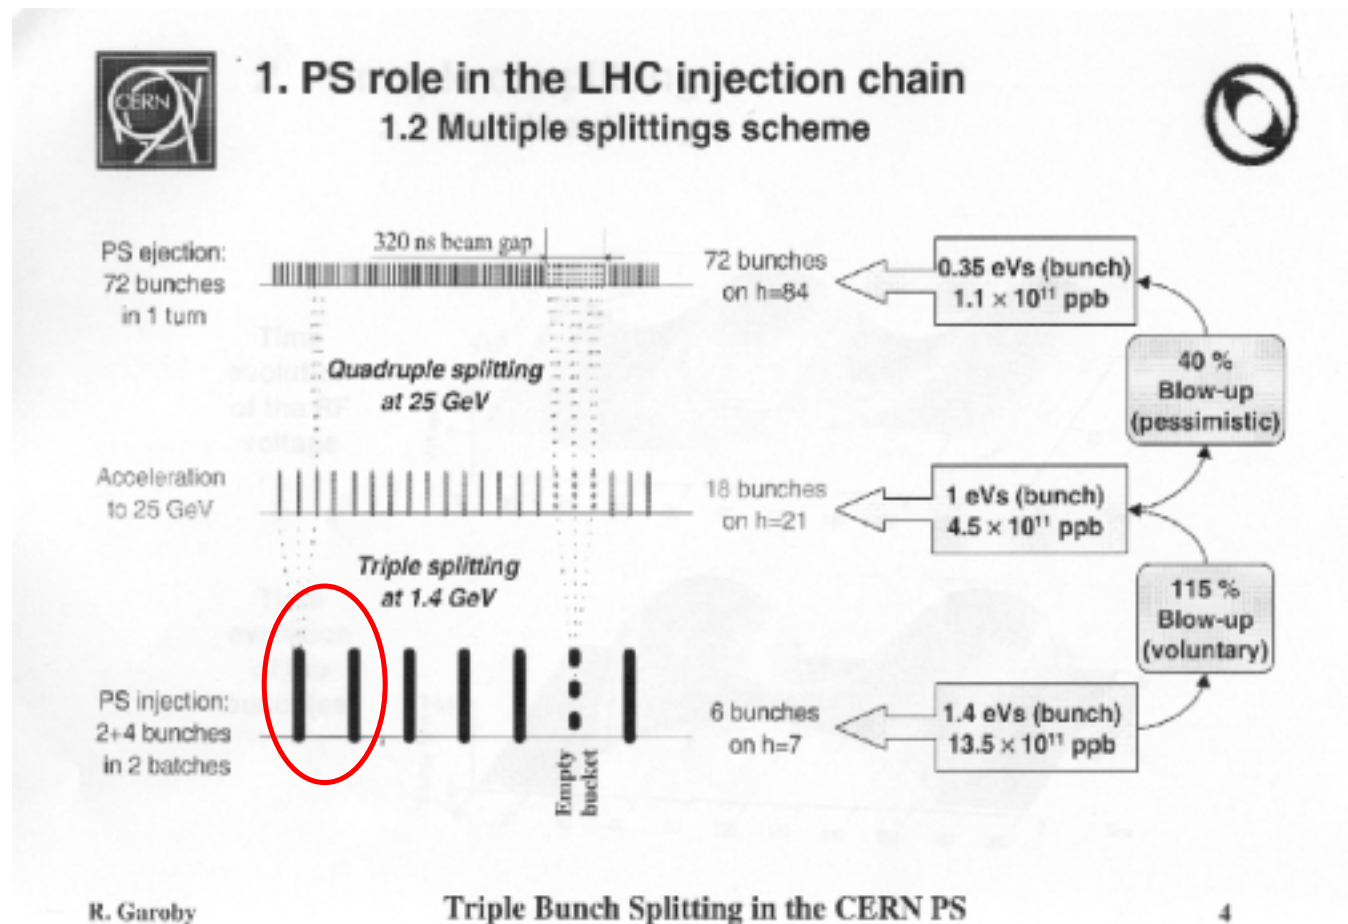 CERN
1. PS role in the LHC injection chain
1.2 Multiple splittings scheme
PS ejection:
72 bunches
in 1 turn
320 ns beam gap
72 bunches
on h=84
0.35 eVs (bunch)
1.1 × 10¹¹ ppb
Quadruple splitting
at 25 GeV
40 %
Blow-up
(pessimistic)
Acceleration
to 25 GeV
18 bunches
on h=21
1 eVs (bunch)
4.5 × 10¹¹ ppb
Triple splitting
at 1.4 GeV
115 %
Blow-up
(voluntary)
PS injection:
2+4 bunches
in 2 batches
Empty
bucket
6 bunches
on h=7
1.4 eVs (bunch)
13.5 × 10¹¹ ppb
R. Garoby
Triple Bunch Splitting in the CERN PS
4